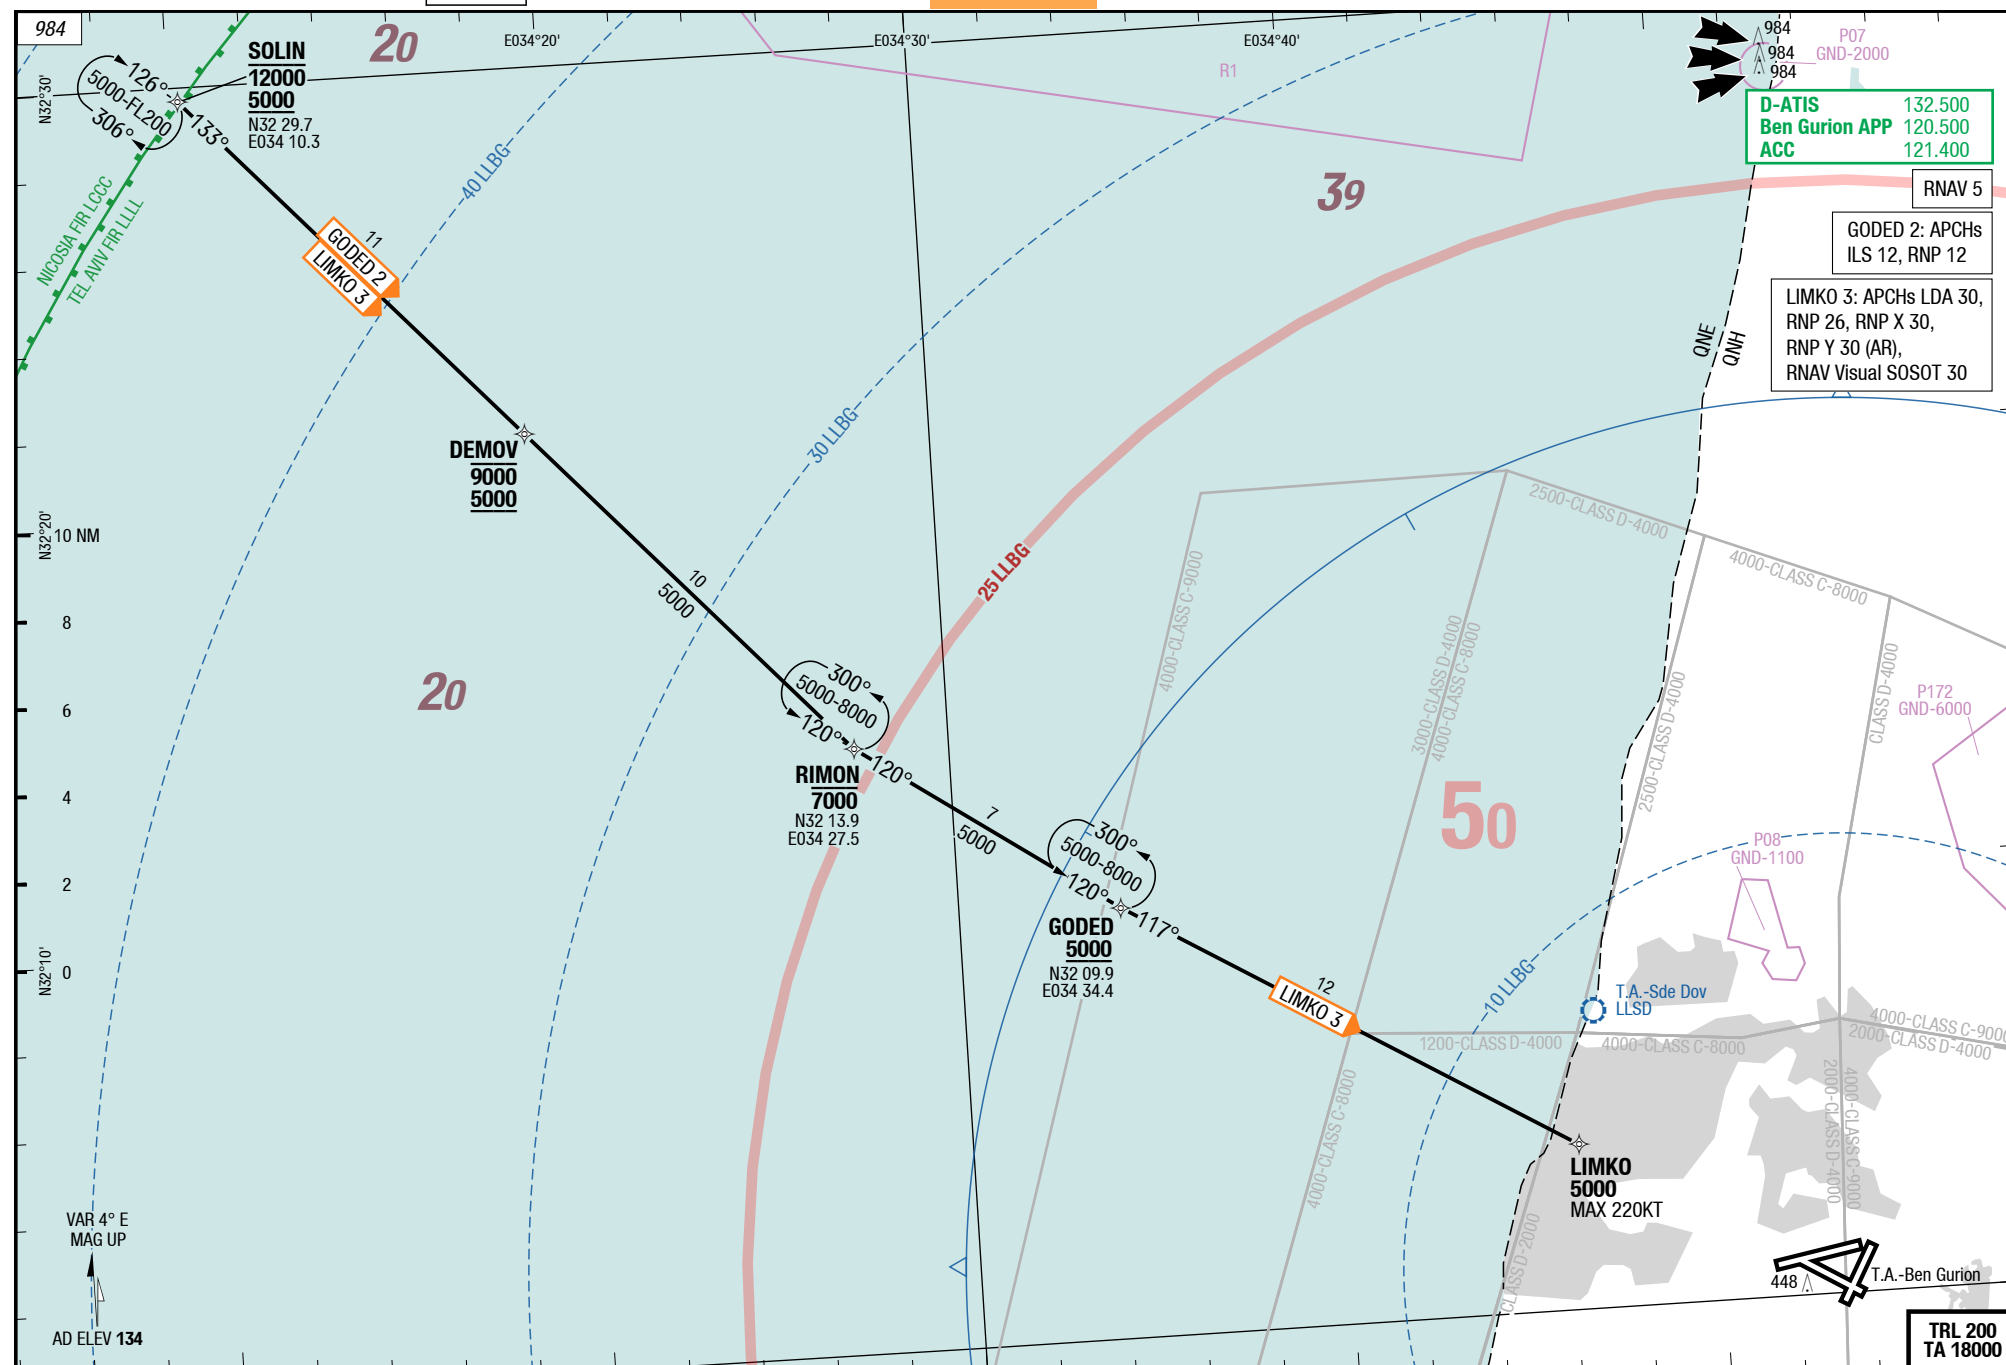 984
E034°20'
E034°30'
E034°40'
N32°30'
N32°20'
N32°10'
SOLIN
12000
5000
N32 29.7
E034 10.3
126°
5000-FL200
306°
133°
20
NICOSIA FIR LCCC
TEL AVIV FIR LLLL
40 LLBG
11
GODED 2
LIMKO 3
R1
39
984
984
984
P07
GND-2000
D-ATIS 132.500
Ben Gurion APP 120.500
ACC 121.400
RNAV 5
GODED 2: APCHs
ILS 12, RNP 12
LIMKO 3: APCHs LDA 30,
RNP 26, RNP X 30,
RNP Y 30 (AR),
RNAV Visual SOSOT 30
QNE
QNH
DEMOV
9000
5000
30 LLBG
25 LLBG
10 NM
8
6
4
2
0
10
5000
20
300°
5000-8000
120°
RIMON
7000
N32 13.9
E034 27.5
120°
7
5000
300°
5000-8000
120°
GODED
5000
N32 09.9
E034 34.4
117°
12
LIMKO 3
50
2500-CLASS D-4000
4000-CLASS C-8000
4000-CLASS C-9000
3000-CLASS D-4000
4000-CLASS C-8000
2500-CLASS D-4000
CLASS D-4000
P172
GND-6000
P08
GND-1100
10 LLBG
T.A.-Sde Dov
LLSD
1200-CLASS D-4000
4000-CLASS C-8000
4000-CLASS C-9000
2000-CLASS D-4000
4000-CLASS C-8000
2000-CLASS D-4000
4000-CLASS C-9000
CLASS D-2000
LIMKO
5000
MAX 220KT
VAR 4° E
MAG UP
AD ELEV 134
448
T.A.-Ben Gurion
TRL 200
TA 18000